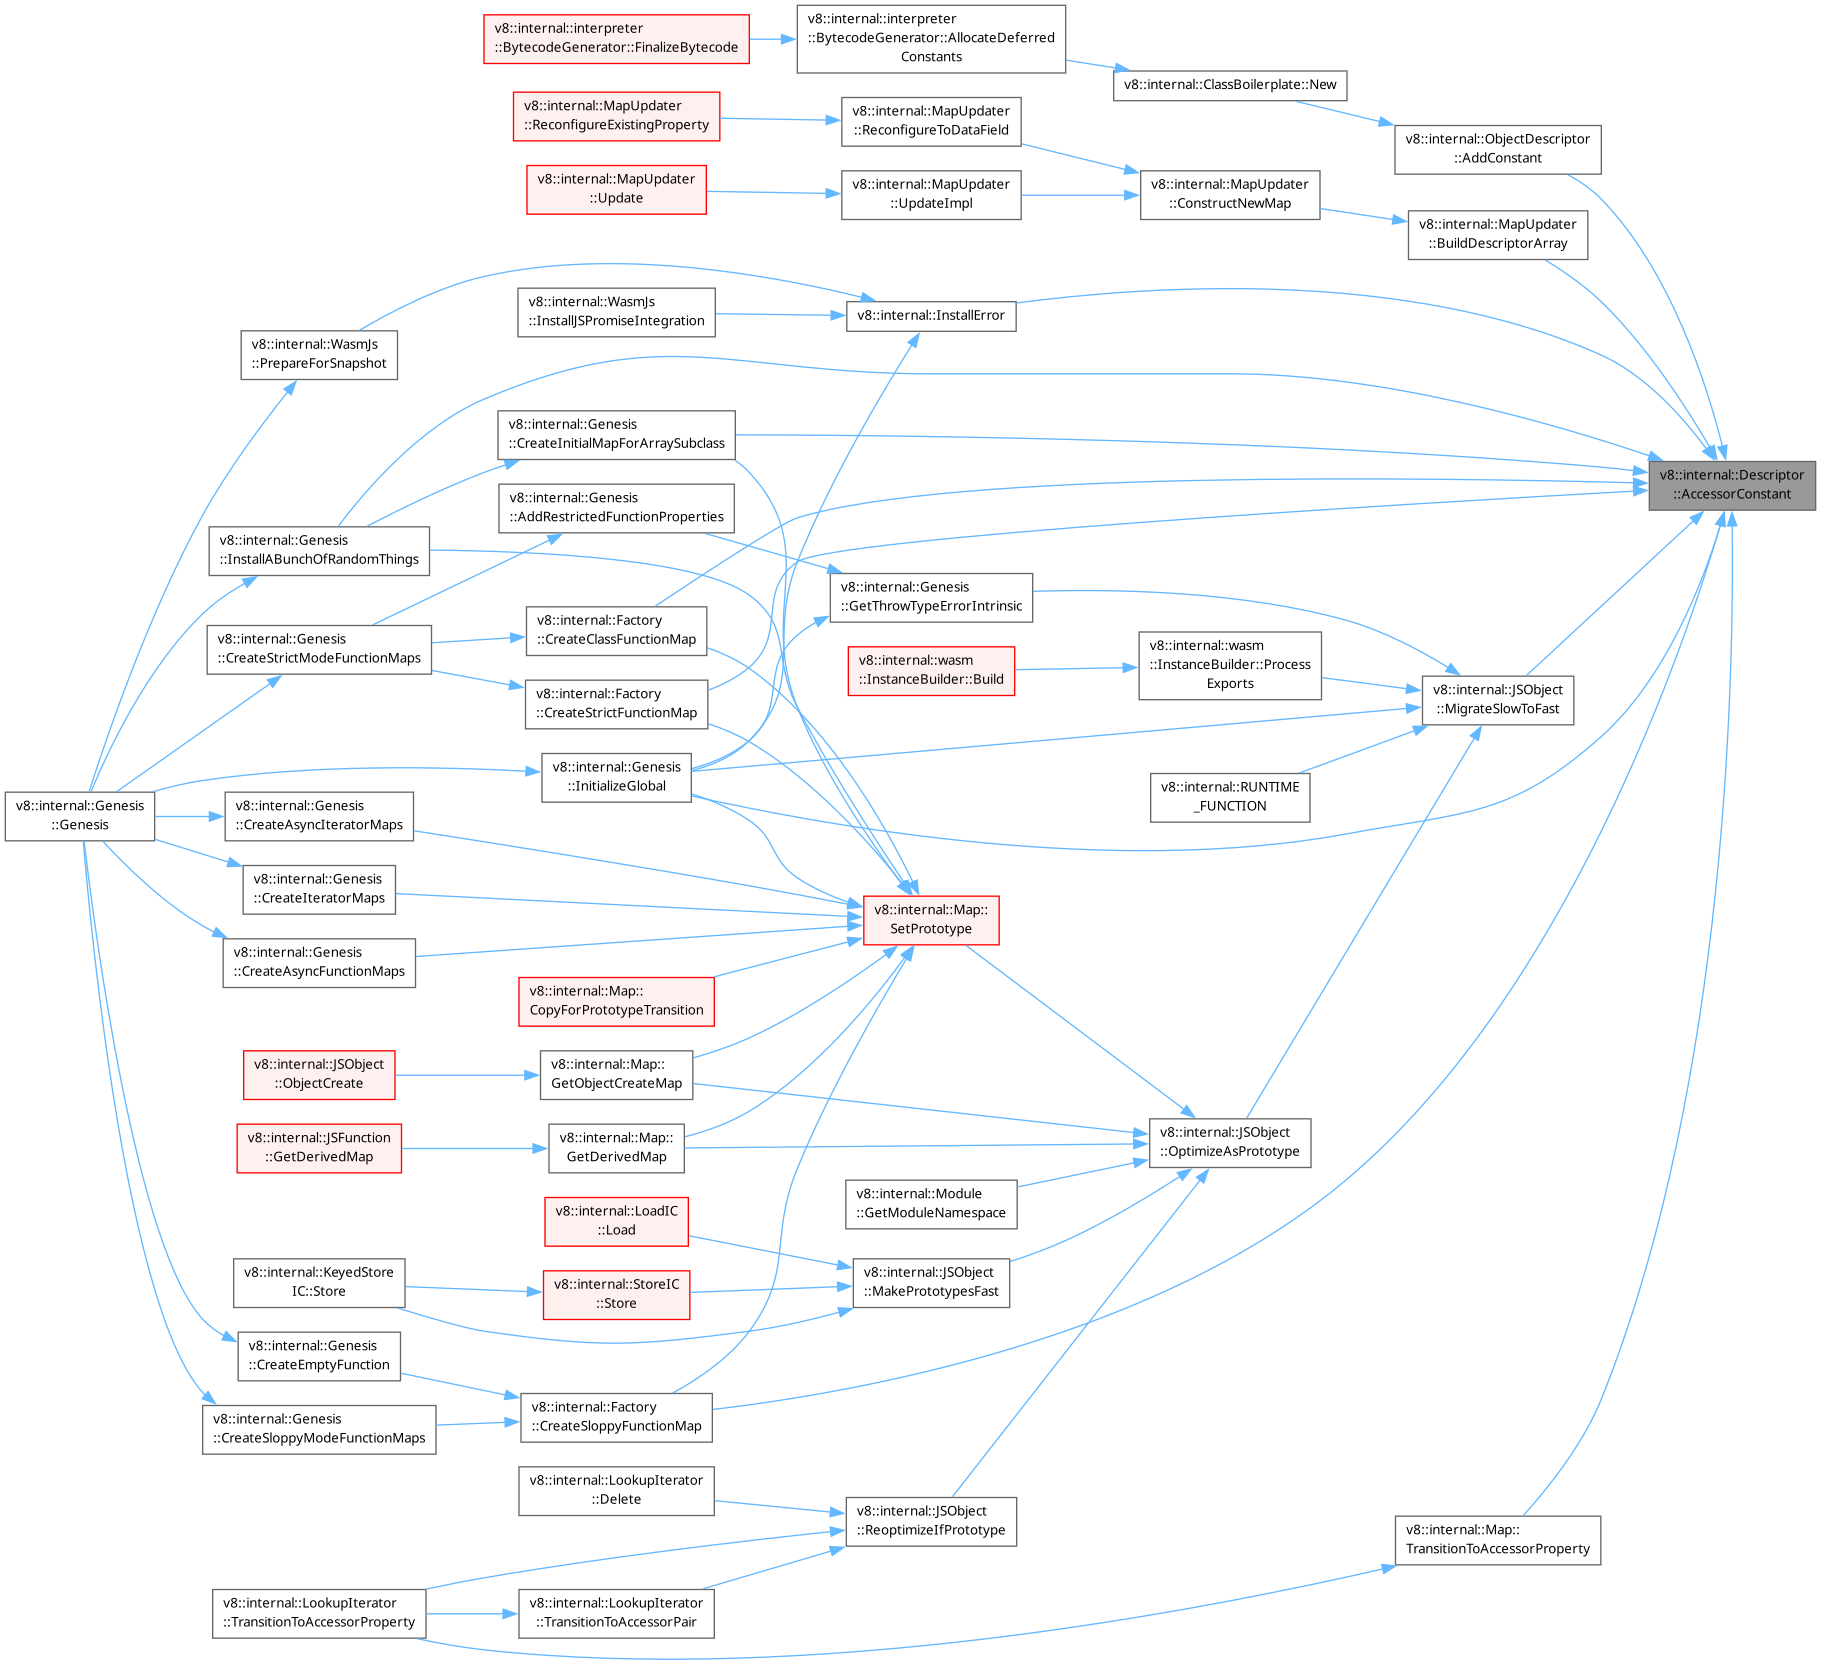 v8::internal::interpreter
::BytecodeGenerator::FinalizeBytecode
v8::internal::interpreter
::BytecodeGenerator::AllocateDeferred
Constants
v8::internal::ClassBoilerplate::New
v8::internal::MapUpdater
::ReconfigureExistingProperty
v8::internal::MapUpdater
::ReconfigureToDataField
v8::internal::ObjectDescriptor
::AddConstant
v8::internal::MapUpdater
::Update
v8::internal::MapUpdater
::UpdateImpl
v8::internal::MapUpdater
::ConstructNewMap
v8::internal::MapUpdater
::BuildDescriptorArray
v8::internal::WasmJs
::InstallJSPromiseIntegration
v8::internal::InstallError
v8::internal::WasmJs
::PrepareForSnapshot
v8::internal::Genesis
::CreateInitialMapForArraySubclass
v8::internal::Descriptor
::AccessorConstant
v8::internal::Genesis
::AddRestrictedFunctionProperties
v8::internal::Genesis
::InstallABunchOfRandomThings
v8::internal::Genesis
::GetThrowTypeErrorIntrinsic
v8::internal::Factory
::CreateClassFunctionMap
v8::internal::Genesis
::CreateStrictModeFunctionMaps
v8::internal::wasm
::InstanceBuilder::Process
Exports
v8::internal::wasm
::InstanceBuilder::Build
v8::internal::Factory
::CreateStrictFunctionMap
v8::internal::JSObject
::MigrateSlowToFast
v8::internal::Genesis
::InitializeGlobal
v8::internal::RUNTIME
_FUNCTION
v8::internal::Genesis
::Genesis
v8::internal::Genesis
::CreateAsyncIteratorMaps
v8::internal::Genesis
::CreateIteratorMaps
v8::internal::Map::
SetPrototype
v8::internal::Genesis
::CreateAsyncFunctionMaps
v8::internal::Map::
CopyForPrototypeTransition
v8::internal::JSObject
::ObjectCreate
v8::internal::Map::
GetObjectCreateMap
v8::internal::JSFunction
::GetDerivedMap
v8::internal::Map::
GetDerivedMap
v8::internal::JSObject
::OptimizeAsPrototype
v8::internal::Module
::GetModuleNamespace
v8::internal::LoadIC
::Load
v8::internal::KeyedStore
IC::Store
v8::internal::StoreIC
::Store
v8::internal::JSObject
::MakePrototypesFast
v8::internal::Genesis
::CreateEmptyFunction
v8::internal::Genesis
::CreateSloppyModeFunctionMaps
v8::internal::Factory
::CreateSloppyFunctionMap
v8::internal::LookupIterator
::Delete
v8::internal::JSObject
::ReoptimizeIfPrototype
v8::internal::Map::
TransitionToAccessorProperty
v8::internal::LookupIterator
::TransitionToAccessorProperty
v8::internal::LookupIterator
::TransitionToAccessorPair